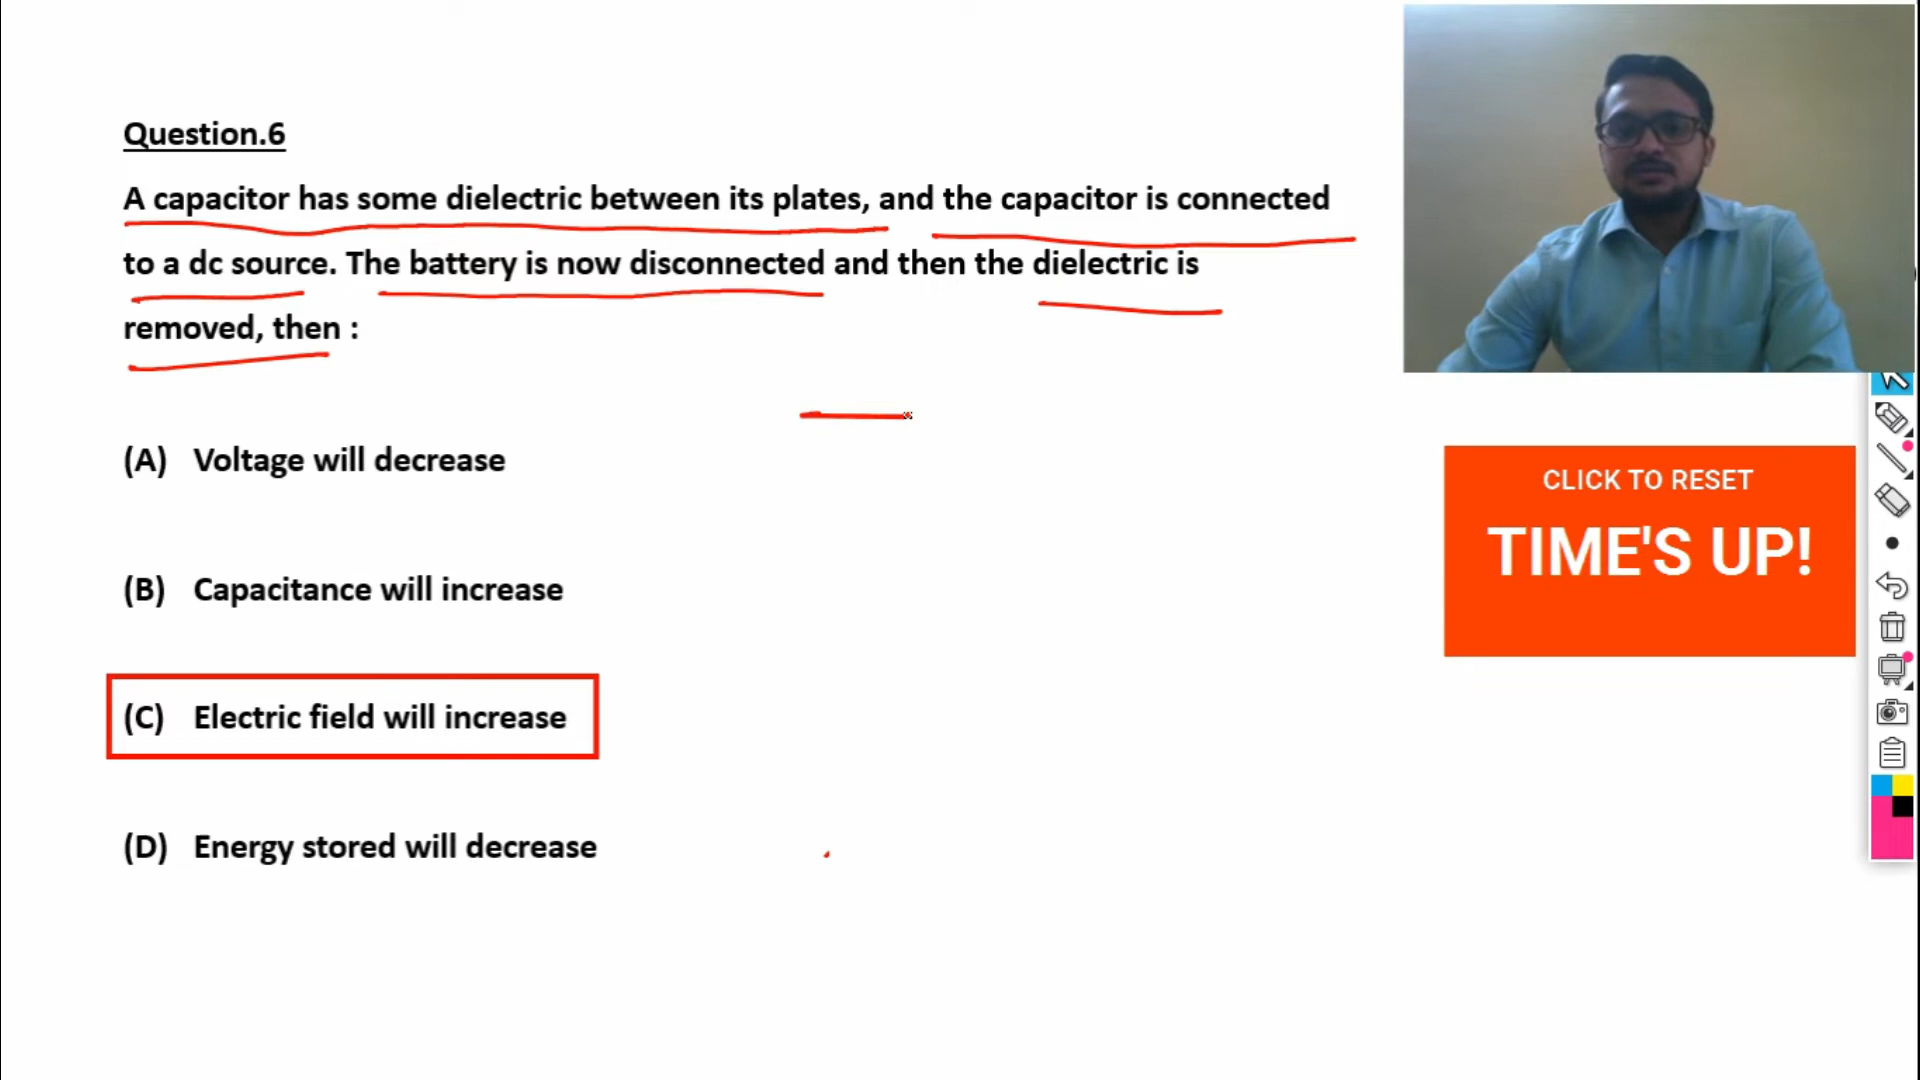 Question.6
A capacitor has some dielectric between its plates, and the capacitor is connected
to a dc source. The battery is now disconnected and then the dielectric is
removed, then :
(A) Voltage will decrease
(B) Capacitance will increase
(C) Electric field will increase
(D) Energy stored will decrease
CLICK TO RESET
TIME'S UP!